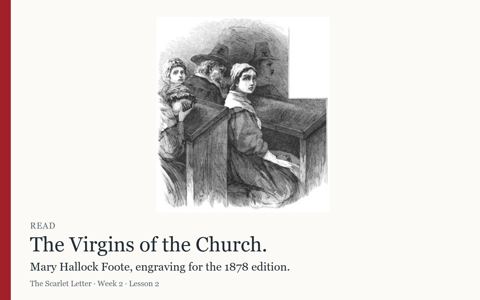 READ
The Virgins of the Church.
Mary Hallock Foote, engraving for the 1878 edition.
The Scarlet Letter · Week 2 · Lesson 2